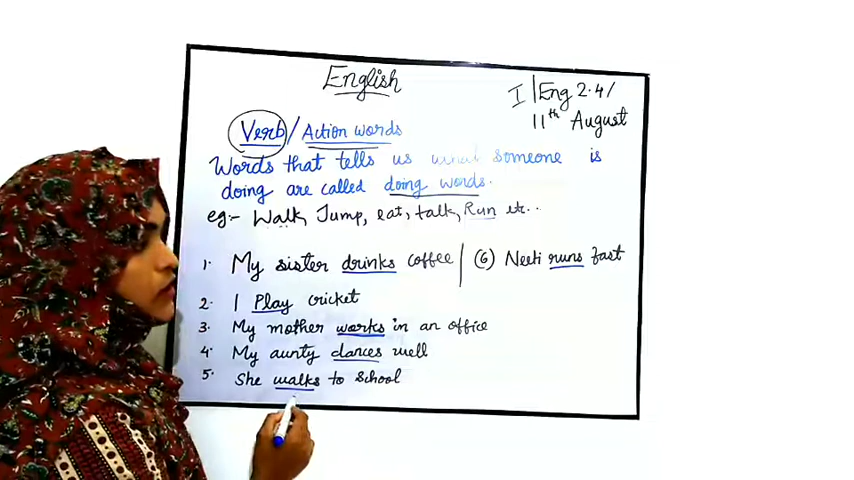 English
I | Eng 2.4/
11th August
Verb / Action words
Words that tells us what someone is
doing are called doing words.
eg:- Walk, Jump, eat, talk, Run etc..
1. My sister drinks coffee
2. I Play cricket
3. My mother works in an office
4. My aunty dances well
5. She walks to School
(6) Neeti runs fast